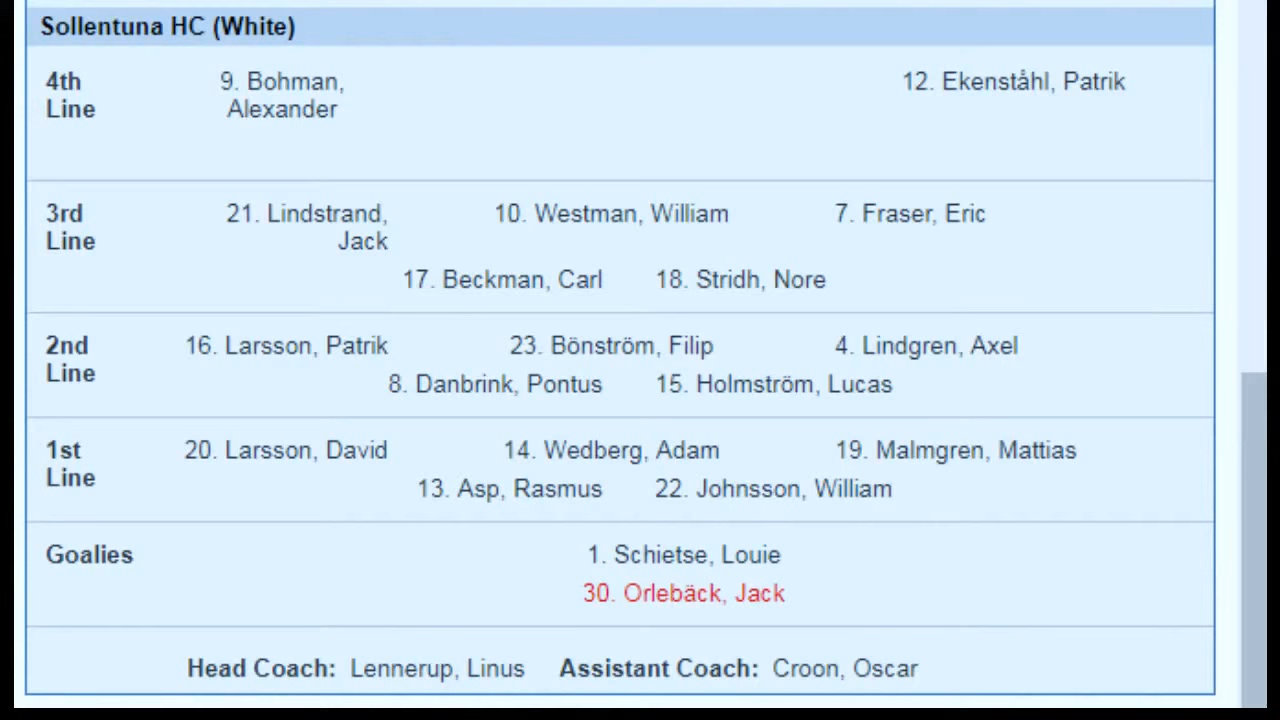 Sollentuna HC (White)
4th Line 9. Bohman, Alexander 12. Ekenståhl, Patrik
3rd Line 21. Lindstrand, Jack 10. Westman, William 7. Fraser, Eric
17. Beckman, Carl 18. Stridh, Nore
2nd Line 16. Larsson, Patrik 23. Bönström, Filip 4. Lindgren, Axel
8. Danbrink, Pontus 15. Holmström, Lucas
1st Line 20. Larsson, David 14. Wedberg, Adam 19. Malmgren, Mattias
13. Asp, Rasmus 22. Johnsson, William
Goalies 1. Schietse, Louie
30. Orlebäck, Jack
Head Coach: Lennerup, Linus Assistant Coach: Croon, Oscar